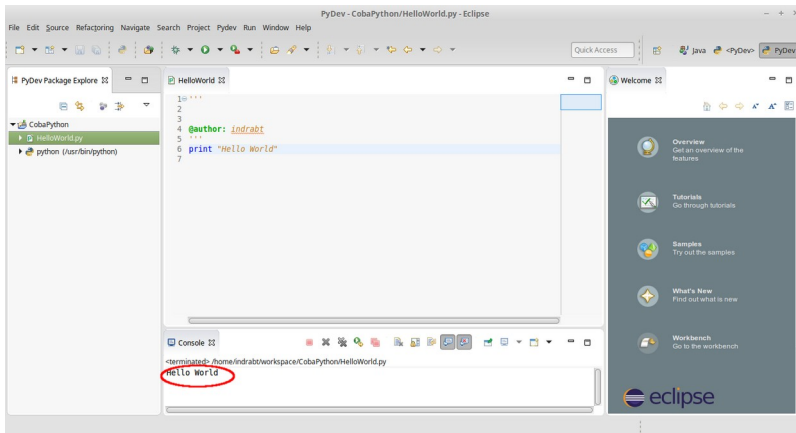 PyDev - CobaPython/HelloWorld.py - Eclipse
File Edit Source Refactoring Navigate Search Project Pydev Run Window Help
Quick Access
Java
<PyDev>
PyDev
PyDev Package Explore
CobaPython
HelloWorld.py
python (/usr/bin/python)
HelloWorld
1 '''
2
3
4 @author: indrabt
5 '''
6 print "Hello World"
7
Welcome
Overview
Get an overview of the
features
Tutorials
Go through tutorials
Samples
Try out the samples
What's New
Find out what is new
Workbench
Go to the workbench
eclipse
Console
<terminated> /home/indrabt/workspace/CobaPython/HelloWorld.py
Hello World